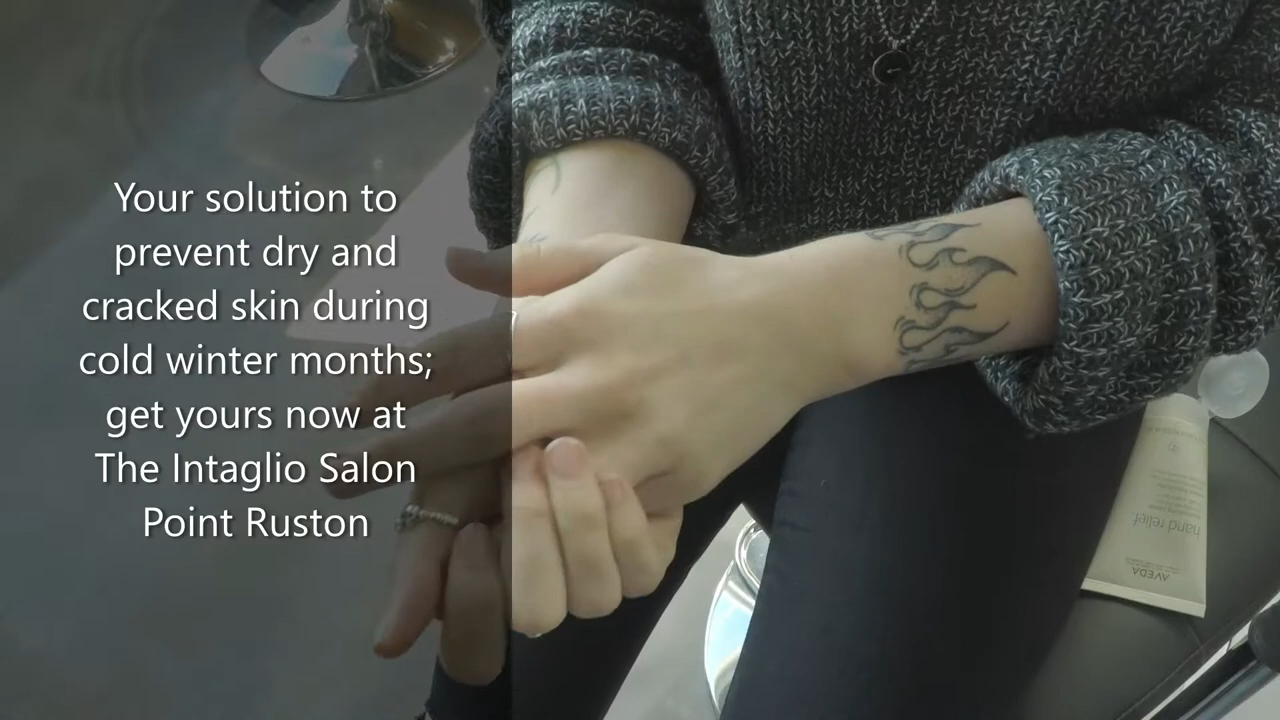 Your solution to
prevent dry and
cracked skin during
cold winter months;
get yours now at
The Intaglio Salon
Point Ruston
hand relief
AVEDA